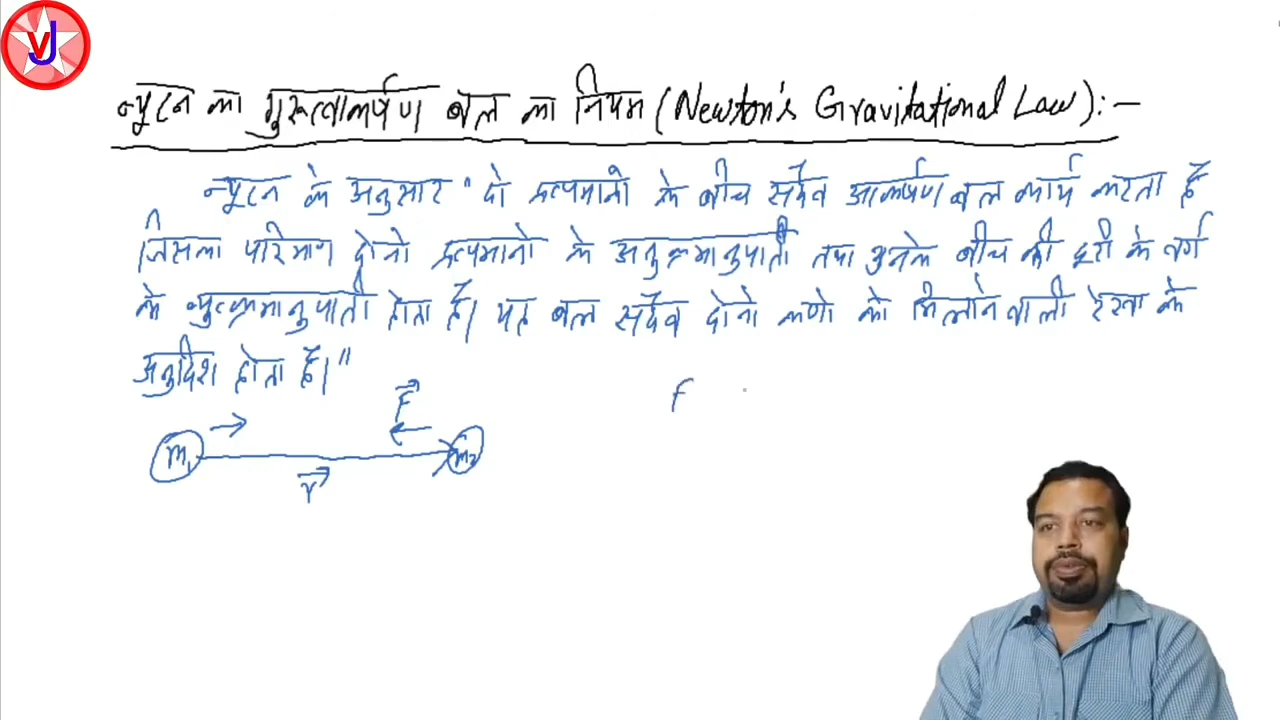 VJ
न्यूटन का गुरूत्वाकर्षण बल का नियम (Newton's Gravitational Law):-
न्यूटन के अनुसार " दो द्रव्यमानो के बीच सदैव आकर्षण बल कार्य करता है
जिसका परिमाण दोनो द्रव्यमानो के अनुक्रमानुपाती तथा उनके बीच की दूरी के वर्ग
के व्युत्क्रमानुपाती होता है। यह बल सदैव दोनो कणो को मिलाने वाली रेखा के
अनुदिश होता है।"
F
F
m₁ m₂
r